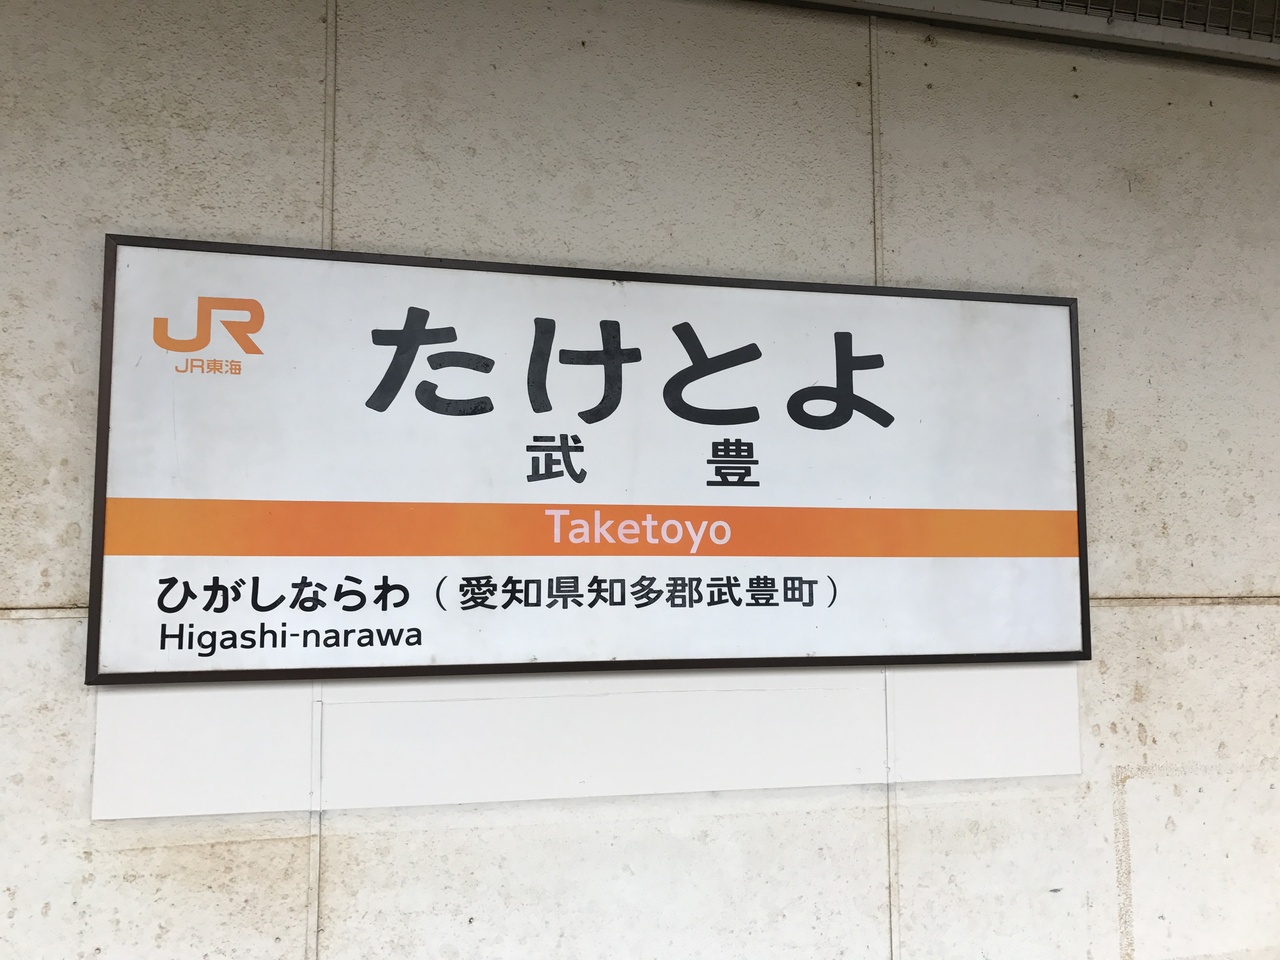 JR
JR東海
たけとよ
武豊
Taketoyo
ひがしならわ（愛知県知多郡武豊町）
Higashi-narawa